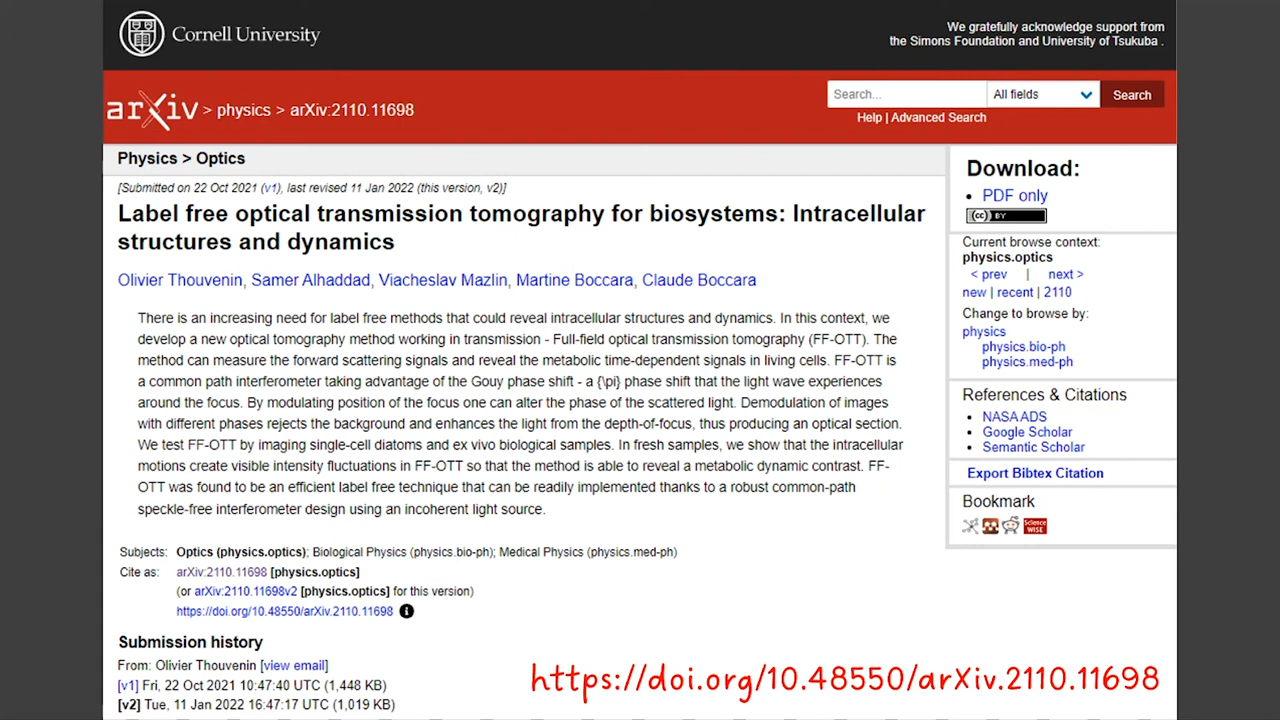 Cornell University
We gratefully acknowledge support from
the Simons Foundation and University of Tsukuba .
arXiv > physics > arXiv:2110.11698
Search...
All fields
Search
Help | Advanced Search
Physics > Optics
[Submitted on 22 Oct 2021 (v1), last revised 11 Jan 2022 (this version, v2)]
Label free optical transmission tomography for biosystems: Intracellular
structures and dynamics
Olivier Thouvenin, Samer Alhaddad, Viacheslav Mazlin, Martine Boccara, Claude Boccara
There is an increasing need for label free methods that could reveal intracellular structures and dynamics. In this context, we
develop a new optical tomography method working in transmission - Full-field optical transmission tomography (FF-OTT). The
method can measure the forward scattering signals and reveal the metabolic time-dependent signals in living cells. FF-OTT is
a common path interferometer taking advantage of the Gouy phase shift - a {\pi} phase shift that the light wave experiences
around the focus. By modulating position of the focus one can alter the phase of the scattered light. Demodulation of images
with different phases rejects the background and enhances the light from the depth-of-focus, thus producing an optical section.
We test FF-OTT by imaging single-cell diatoms and ex vivo biological samples. In fresh samples, we show that the intracellular
motions create visible intensity fluctuations in FF-OTT so that the method is able to reveal a metabolic dynamic contrast. FF-
OTT was found to be an efficient label free technique that can be readily implemented thanks to a robust common-path
speckle-free interferometer design using an incoherent light source.
Subjects: Optics (physics.optics); Biological Physics (physics.bio-ph); Medical Physics (physics.med-ph)
Cite as: arXiv:2110.11698 [physics.optics]
(or arXiv:2110.11698v2 [physics.optics] for this version)
https://doi.org/10.48550/arXiv.2110.11698
Submission history
From: Olivier Thouvenin [view email]
[v1] Fri, 22 Oct 2021 10:47:40 UTC (1,448 KB)
[v2] Tue, 11 Jan 2022 16:47:17 UTC (1,019 KB)
Download:
PDF only
(cc) BY
Current browse context:
physics.optics
< prev | next >
new | recent | 2110
Change to browse by:
physics
physics.bio-ph
physics.med-ph
References & Citations
NASA ADS
Google Scholar
Semantic Scholar
Export Bibtex Citation
Bookmark
Science
WISE
https://doi.org/10.48550/arXiv.2110.11698